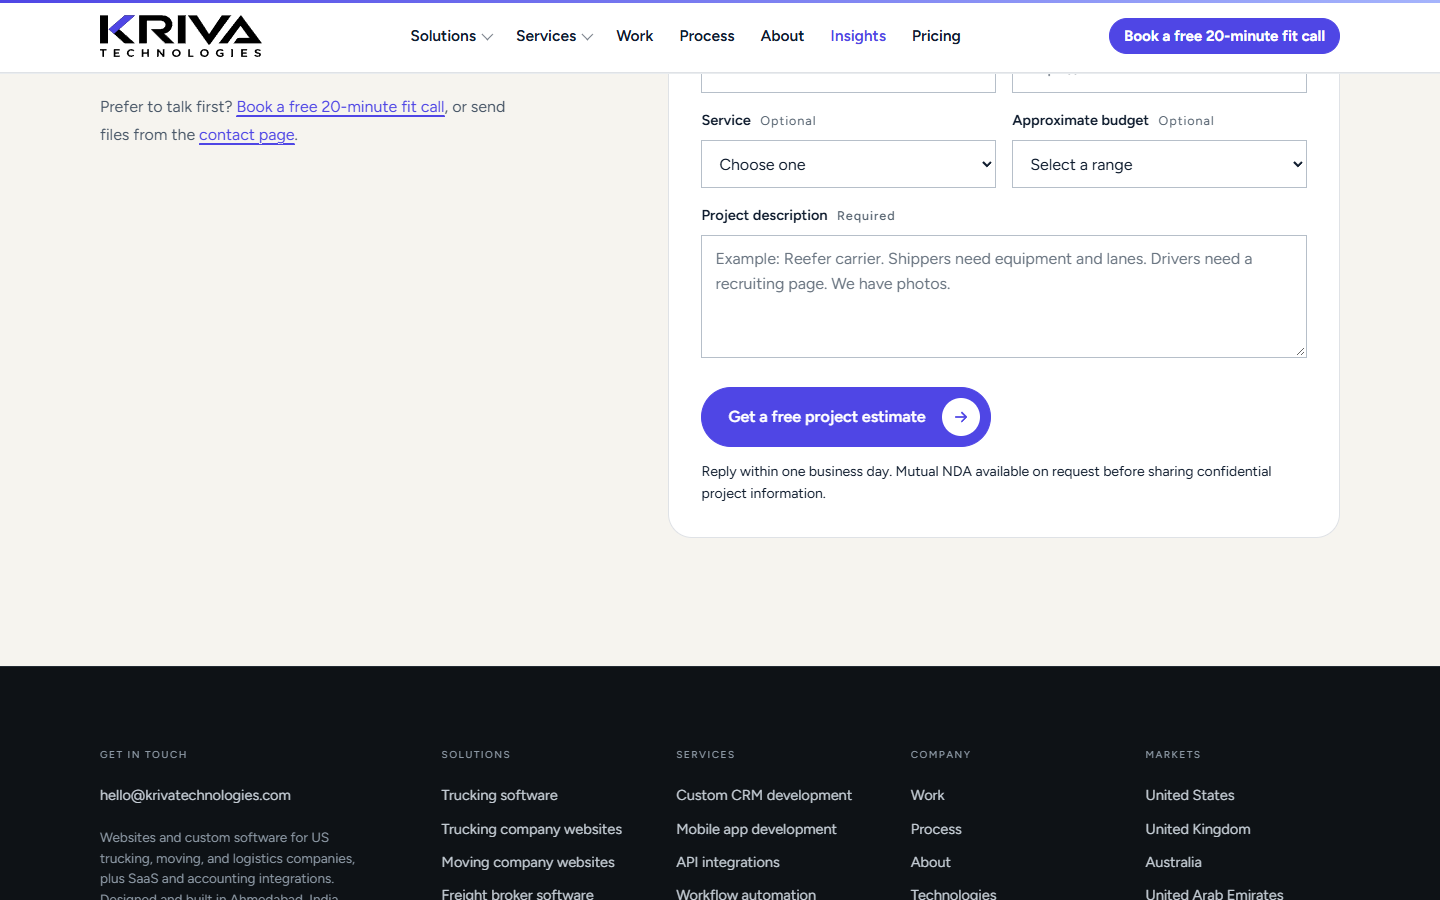 KRIVA
TECHNOLOGIES
Solutions
Services
Work
Process
About
Insights
Pricing
Book a free 20-minute fit call
Prefer to talk first? Book a free 20-minute fit call, or send
files from the contact page.
Service Optional
Approximate budget Optional
Choose one
Select a range
Project description Required
Example: Reefer carrier. Shippers need equipment and lanes. Drivers need a
recruiting page. We have photos.
Get a free project estimate
Reply within one business day. Mutual NDA available on request before sharing confidential
project information.
GET IN TOUCH
hello@krivatechnologies.com
Websites and custom software for US
trucking, moving, and logistics companies,
plus SaaS and accounting integrations.
Designed and built in Ahmedabad, India
SOLUTIONS
Trucking software
Trucking company websites
Moving company websites
Freight broker software
SERVICES
Custom CRM development
Mobile app development
API integrations
Workflow automation
COMPANY
Work
Process
About
Technologies
MARKETS
United States
United Kingdom
Australia
United Arab Emirates